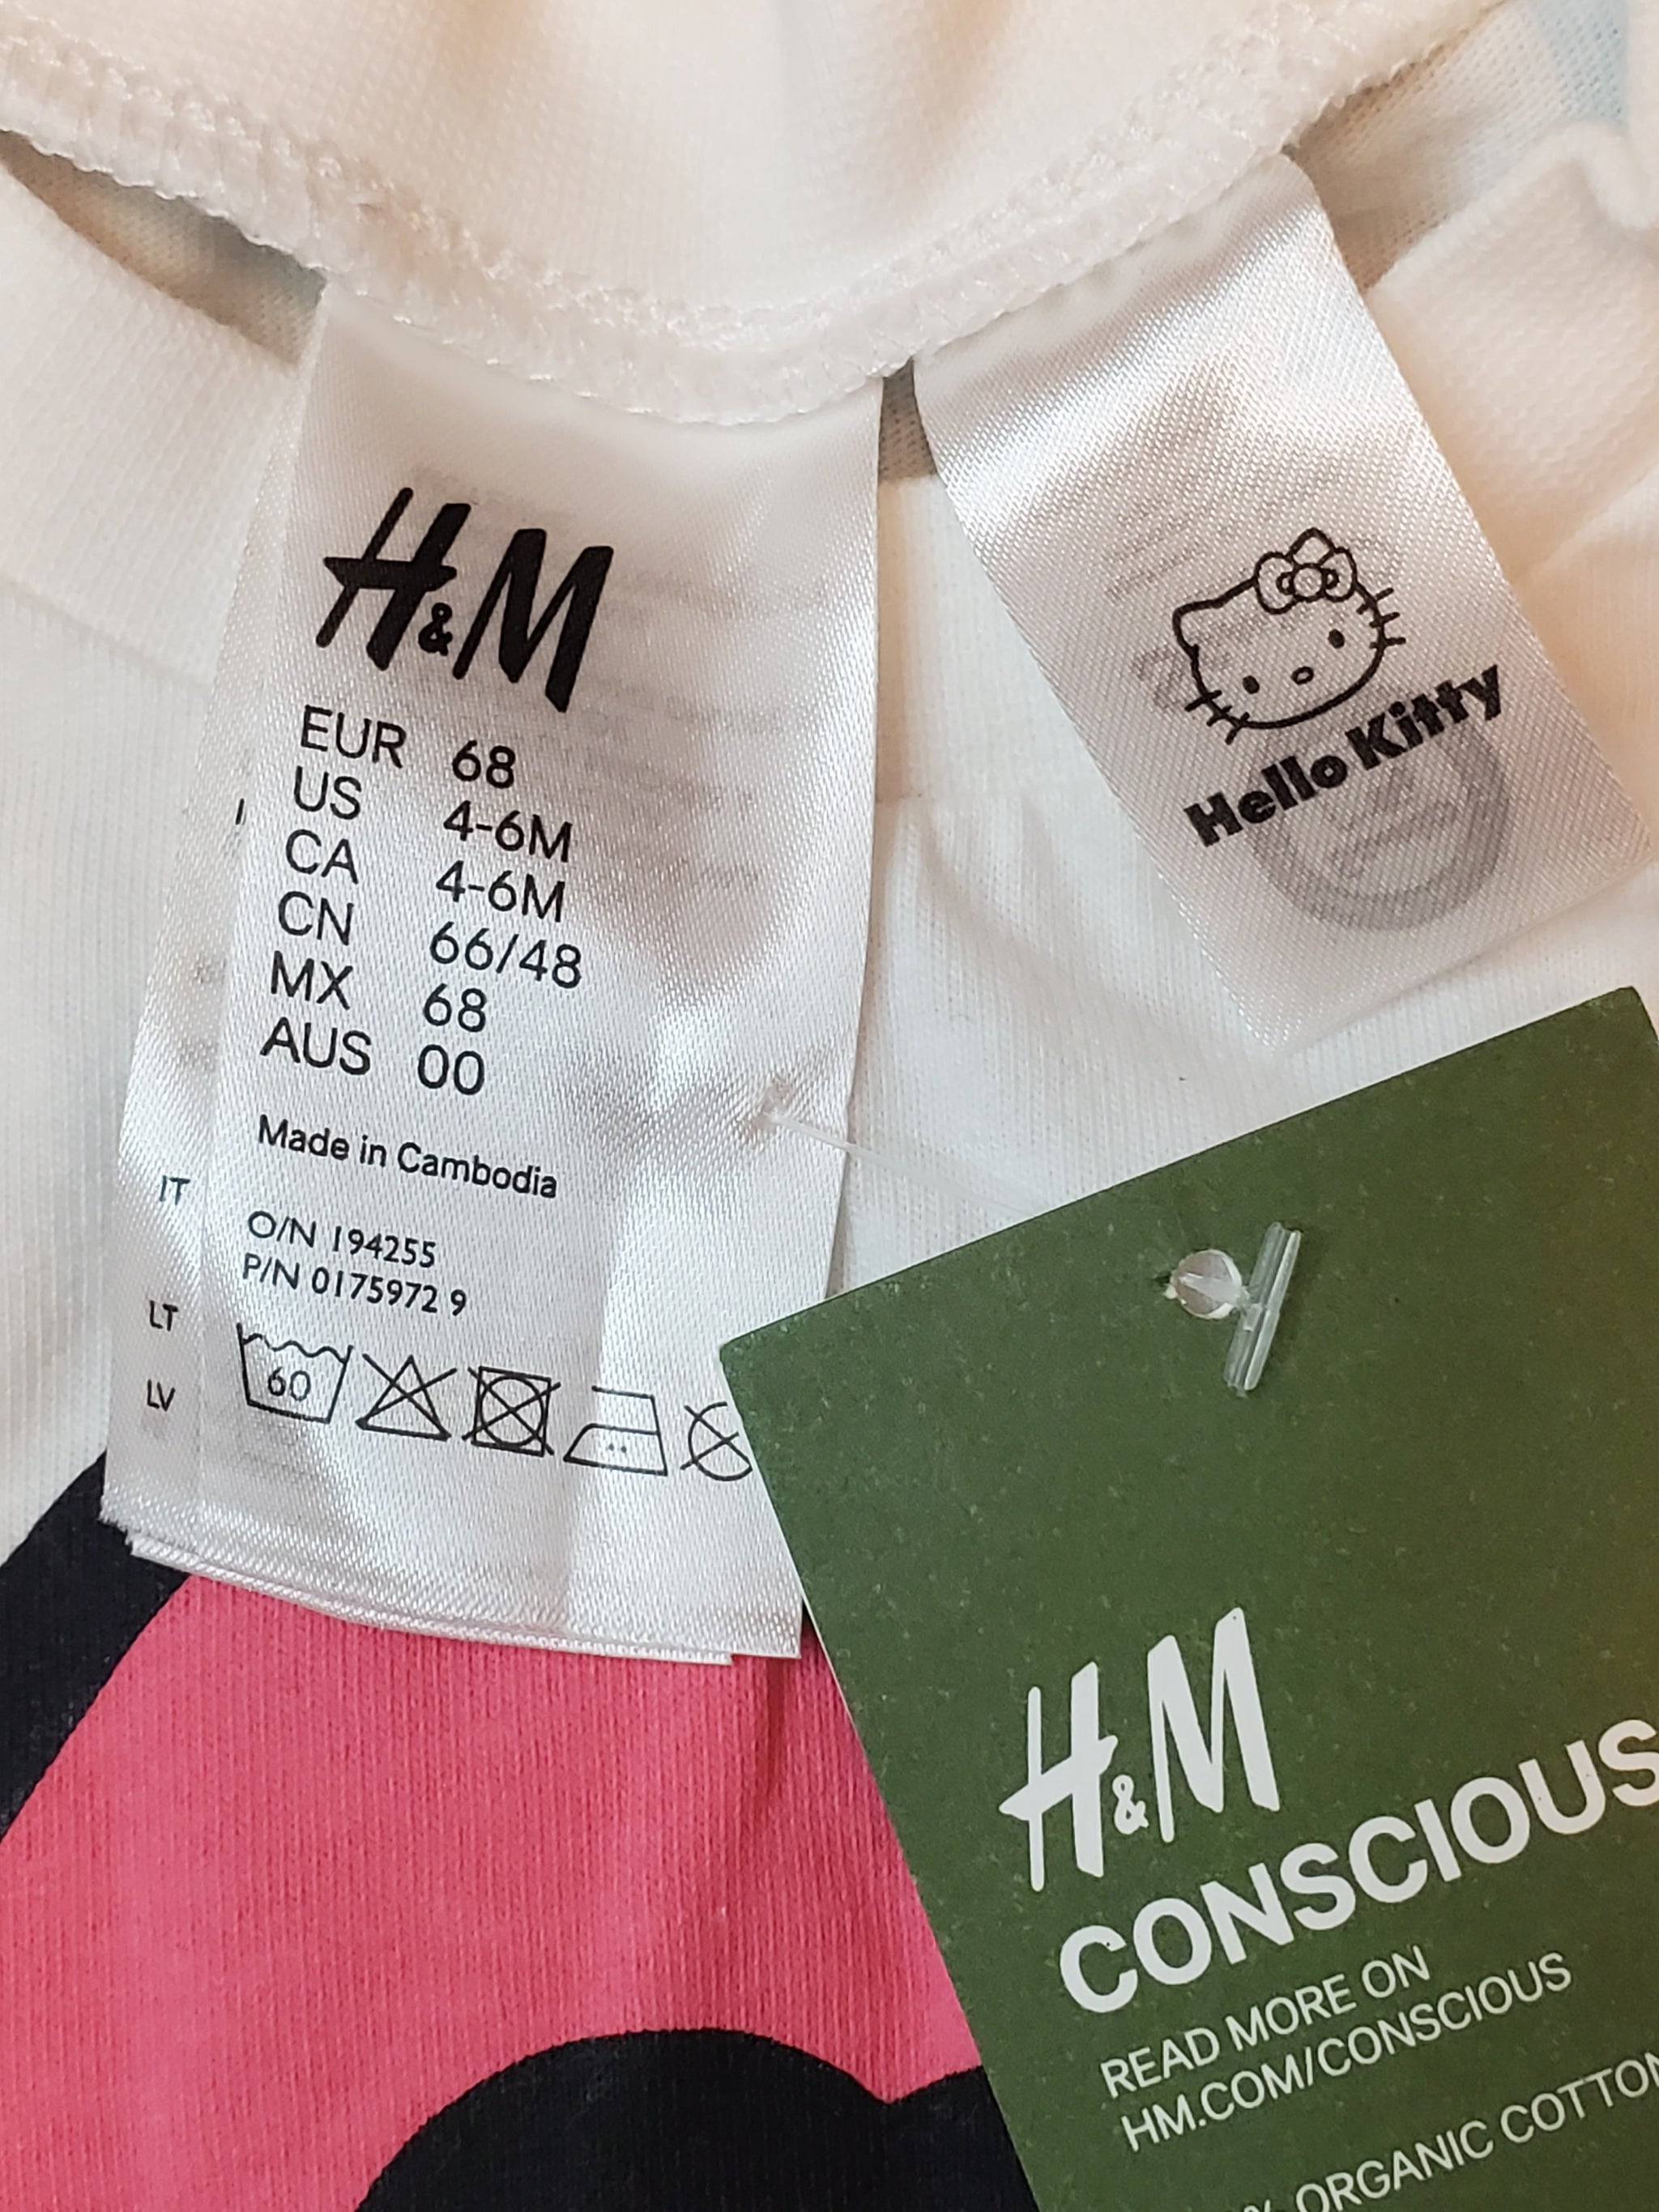 H&M
EUR 68
US 4-6M
CA 4-6M
CN 66/48
MX 68
AUS 00
Made in Cambodia
O/N 194255
P/N 0175972 9
60
IT
LT
LV
Hello Kitty
H&M
CONSCIOUS
READ MORE ON
HM.COM/CONSCIOUS
% ORGANIC COTTON